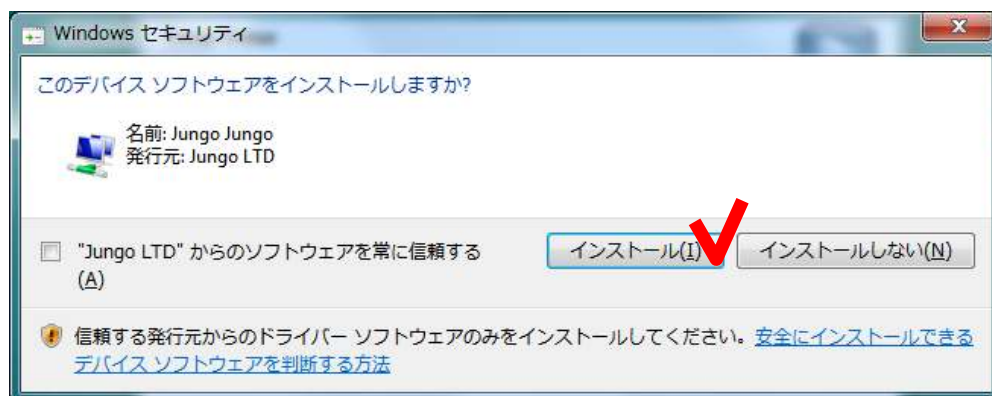 Windows セキュリティ
このデバイス ソフトウェアをインストールしますか?
名前: Jungo Jungo
発行元: Jungo LTD
"Jungo LTD" からのソフトウェアを常に信頼する
(A)
インストール(I)
インストールしない(N)
信頼する発行元からのドライバー ソフトウェアのみをインストールしてください。安全にインストールできる
デバイス ソフトウェアを判断する方法